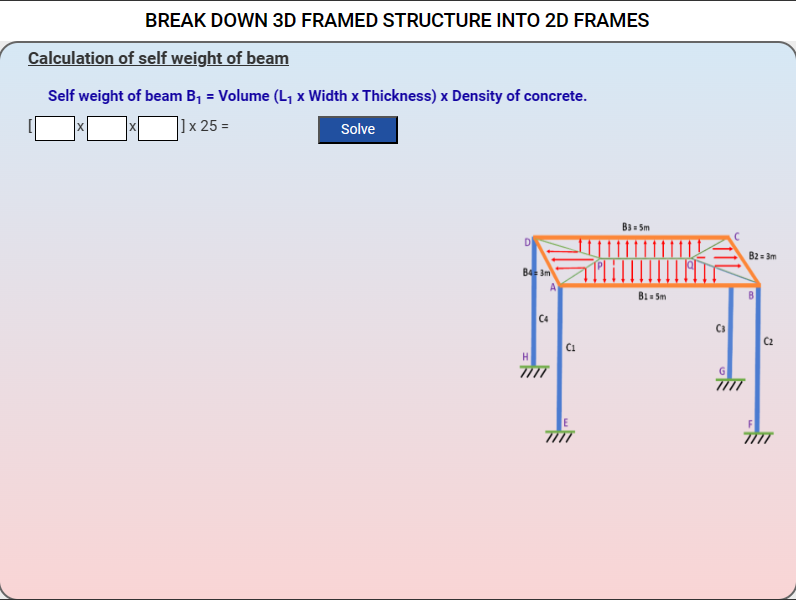 BREAK DOWN 3D FRAMED STRUCTURE INTO 2D FRAMES
Calculation of self weight of beam
Self weight of beam B₁ = Volume (L₁ x Width x Thickness) x Density of concrete.
[ x x ] x 25 =
Solve
B3 = 5m
D
C
B2 = 3m
P
Q
B4 = 3m
A
B
B1 = 5m
C4
C3
C1
C2
H
G
E
F